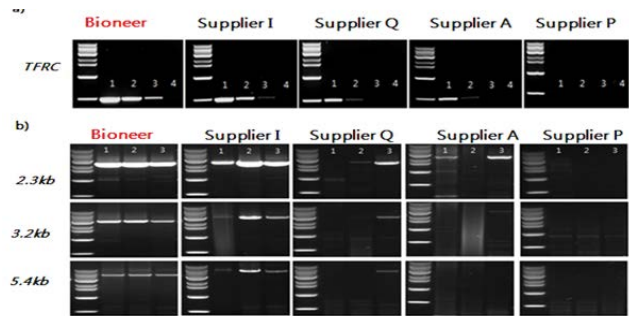 a)
Bioneer Supplier I Supplier Q Supplier A Supplier P
TFRC
1 2 3 4 1 2 3 4 1 2 3 4 1 2 3 4 1 2 3 4
b)
Bioneer Supplier I Supplier Q Supplier A Supplier P
1 2 3 1 2 3 1 2 3 1 2 3 1 2 3
2.3kb
3.2kb
5.4kb